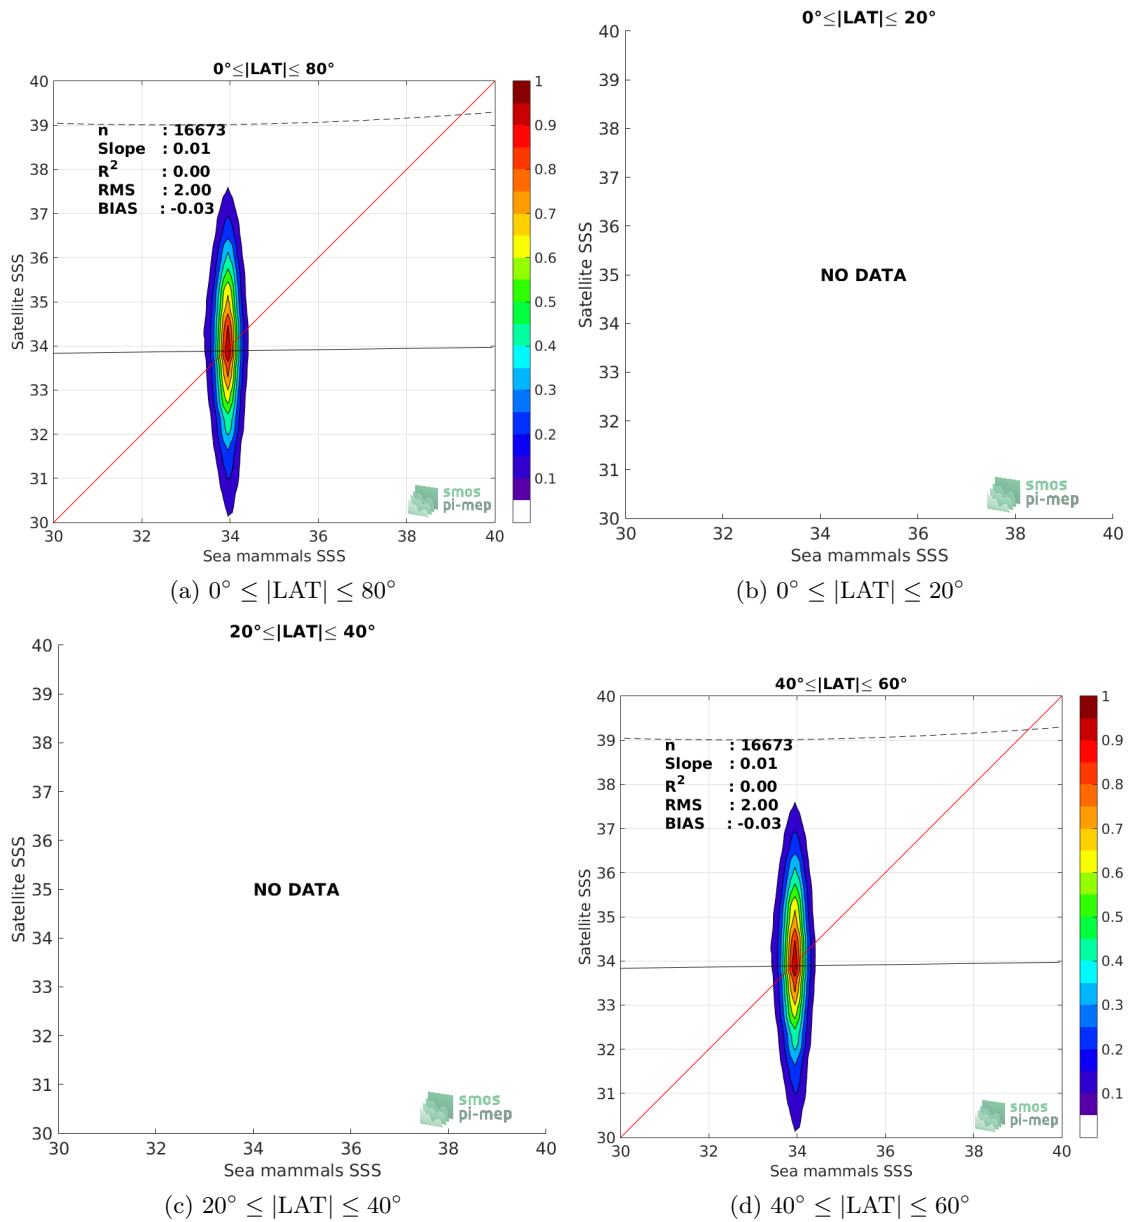 0°≤|LAT|≤ 80°
40
39
38
37
36
35
34
33
32
31
30
Satellite SSS
n : 16673
Slope : 0.01
R² : 0.00
RMS : 2.00
BIAS : -0.03
1
0.9
0.8
0.7
0.6
0.5
0.4
0.3
0.2
0.1
smos
pi-mep
30 32 34 36 38 40
Sea mammals SSS
(a) 0° ≤ |LAT| ≤ 80°
0°≤|LAT|≤ 20°
40
39
38
37
36
35
34
33
32
31
30
Satellite SSS
NO DATA
smos
pi-mep
30 32 34 36 38 40
Sea mammals SSS
(b) 0° ≤ |LAT| ≤ 20°
20°≤|LAT|≤ 40°
40
39
38
37
36
35
34
33
32
31
30
Satellite SSS
NO DATA
smos
pi-mep
30 32 34 36 38 40
Sea mammals SSS
(c) 20° ≤ |LAT| ≤ 40°
40°≤|LAT|≤ 60°
40
39
38
37
36
35
34
33
32
31
30
Satellite SSS
n : 16673
Slope : 0.01
R² : 0.00
RMS : 2.00
BIAS : -0.03
1
0.9
0.8
0.7
0.6
0.5
0.4
0.3
0.2
0.1
smos
pi-mep
30 32 34 36 38 40
Sea mammals SSS
(d) 40° ≤ |LAT| ≤ 60°